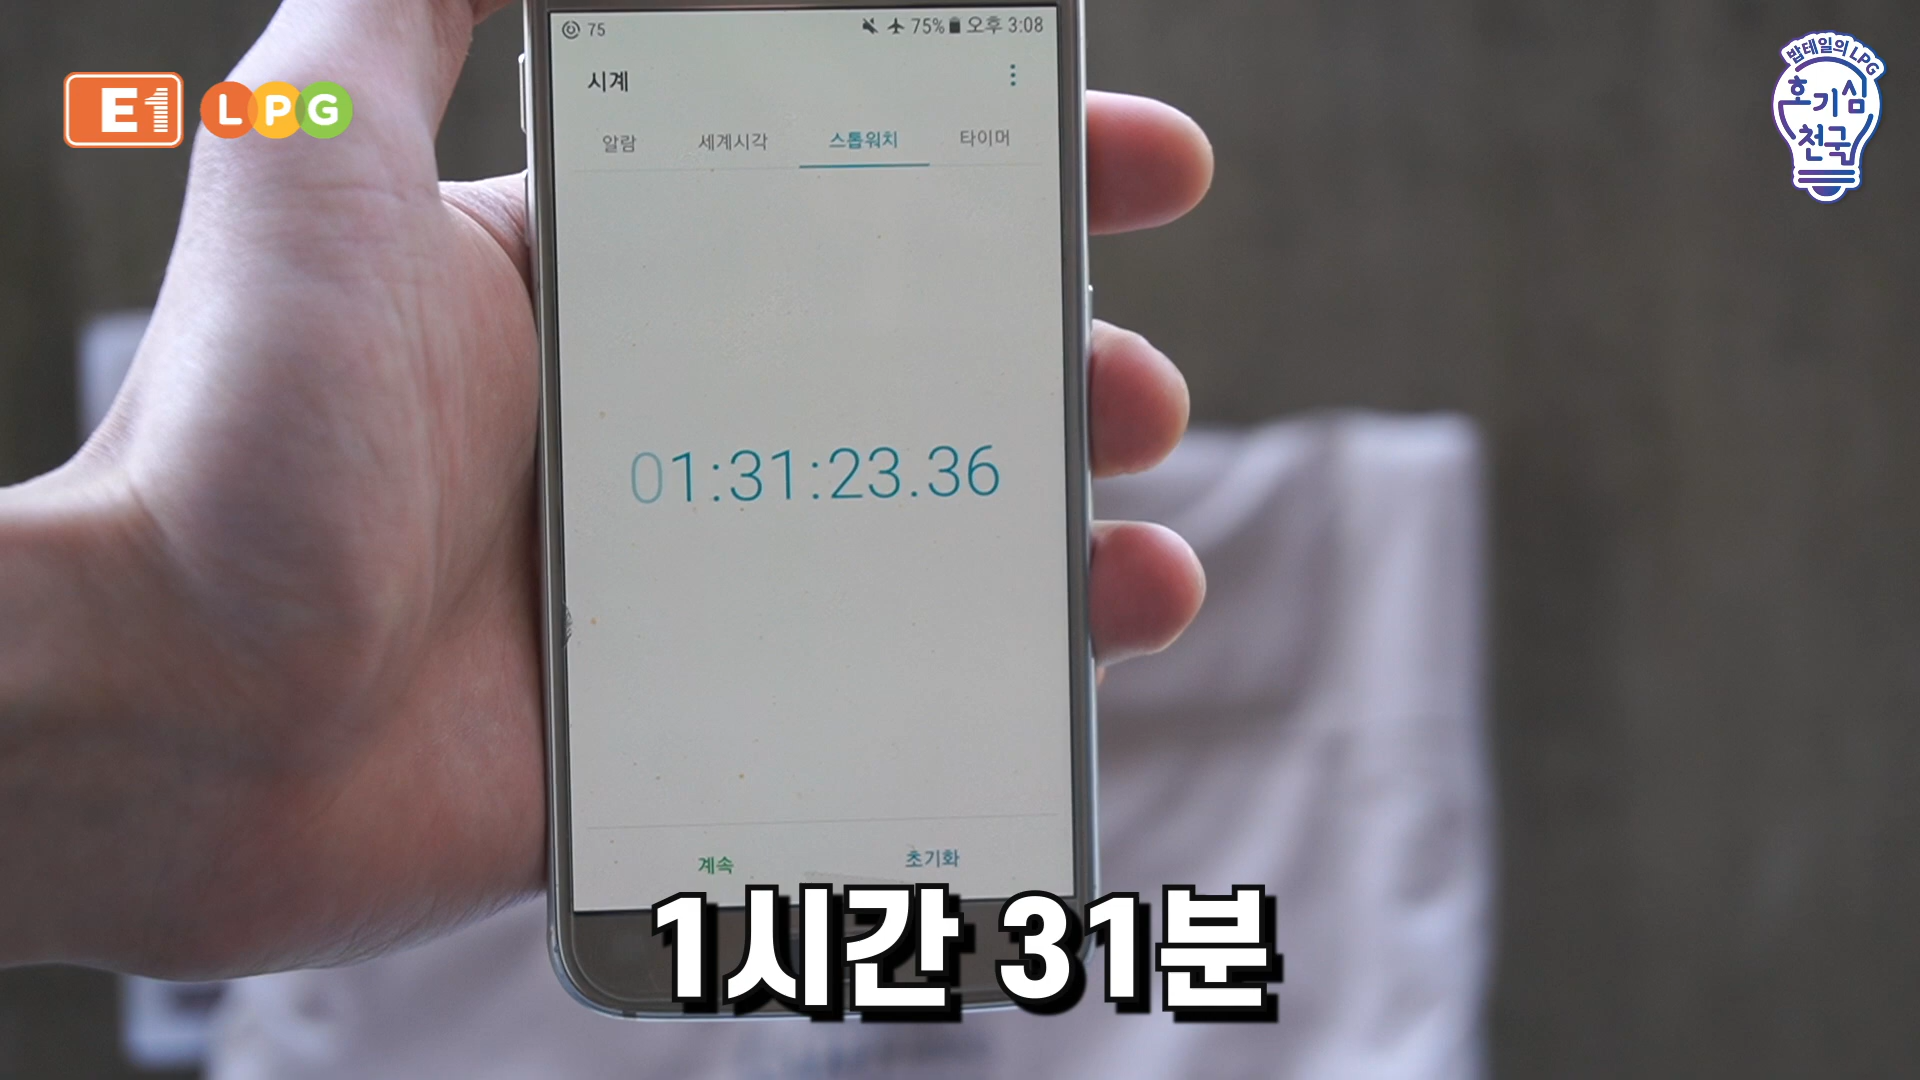 E1 LPG
밥테일의 LPG
호기심
천국
75
75% 오후 3:08
시계
알람 세계시각 스톱워치 타이머
01:31:23.36
계속 초기화
1시간 31분